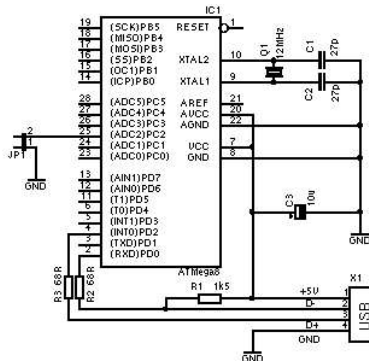 IC1
19 (SCK)PB5 RESET 1
18 (MISO)PB4
17 (MOSI)PB3
16 (SS)PB2 XTAL2 10
15 (OC1)PB1
14 (ICP)PB0 XTAL1 9
Q1
12MHz
C1
27p
C2
27p
28 (ADC5)PC5 AREF 21
27 (ADC4)PC4 AVCC 20
26 (ADC3)PC3 AGND 22
25 (ADC2)PC2
24 (ADC1)PC1 VCC 7
23 (ADC0)PC0 GND 8
2
1
JP1
GND
13 (AIN1)PD7
12 (AIN0)PD6
11 (T1)PD5
6 (T0)PD4
5 (INT1)PD3
4 (INT0)PD2
3 (TXD)PD1
2 (RXD)PD0
ATMega8
C3
10u
GND
R3 68R
R2 68R
R1 1k5
X1
+5V 1
D- 2
D+ 3
GND 4
USB
GND